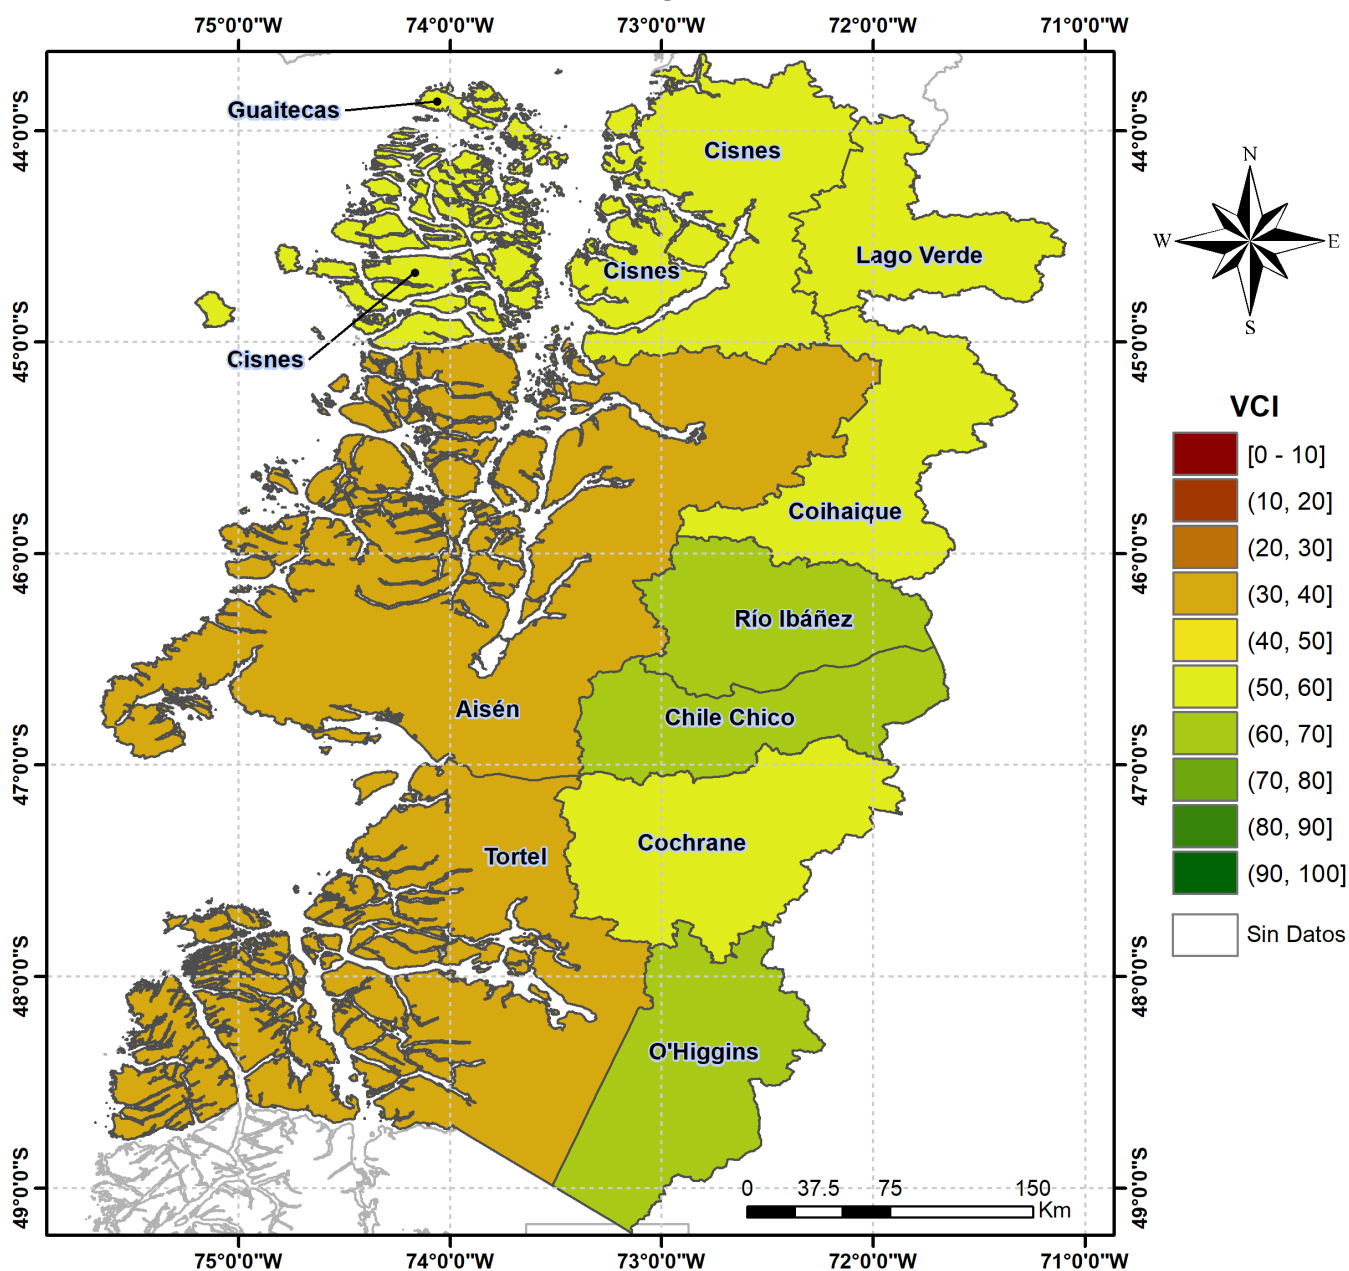 75°0'0"W 74°0'0"W 73°0'0"W 72°0'0"W 71°0'0"W
44°0'0"S
45°0'0"S
46°0'0"S
47°0'0"S
48°0'0"S
49°0'0"S
Guaitecas
Cisnes
Lago Verde
Cisnes
Cisnes
Coihaique
Río Ibáñez
Aisén
Chile Chico
Cochrane
Tortel
O'Higgins
0 37.5 75 150
Km
44°0'0"S
45°0'0"S
46°0'0"S
47°0'0"S
48°0'0"S
49°0'0"S
75°0'0"W 74°0'0"W 73°0'0"W 72°0'0"W 71°0'0"W
N
W E
S
VCI
[0 - 10]
(10, 20]
(20, 30]
(30, 40]
(40, 50]
(50, 60]
(60, 70]
(70, 80]
(80, 90]
(90, 100]
Sin Datos